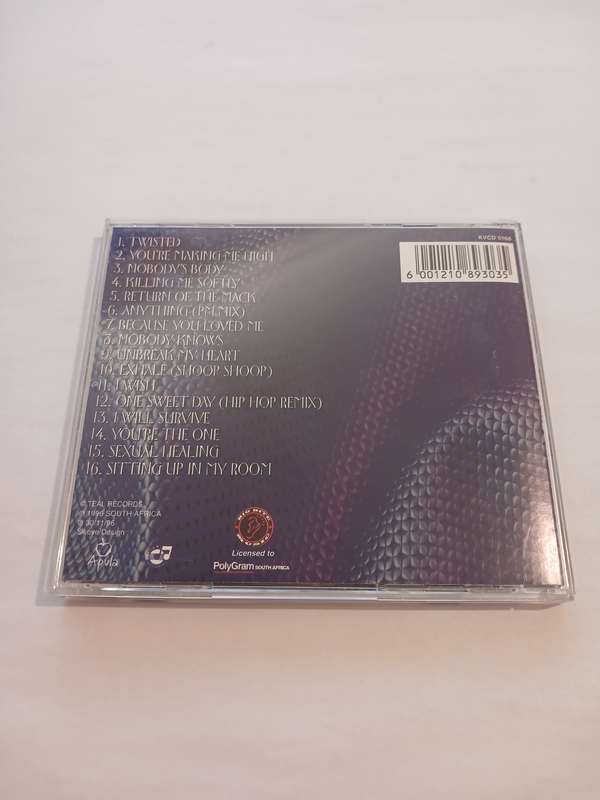 KVCD 5166
6 001210 893035
1. TWISTED
2. YOU'RE MAKING ME HIGH
3. NOBODY'S BODY
4. KILLING ME SOFTLY
5. RETURN OF THE MACK
6. ANYTHING (P.M. MIX)
7. BECAUSE YOU LOVED ME
8. NOBODY KNOWS
9. UNBREAK MY HEART
10. EXHALE (SHOOP SHOOP)
11. I WISH
12. ONE SWEET DAY (HIP HOP REMIX)
13. I WILL SURVIVE
14. YOU'RE THE ONE
15. SEXUAL HEALING
16. SITTING UP IN MY ROOM
© TEAL RECORDS
℗ 1996 SOUTH AFRICA
Design
Apula
MUSIC
Licensed to
PolyGram SOUTH AFRICA